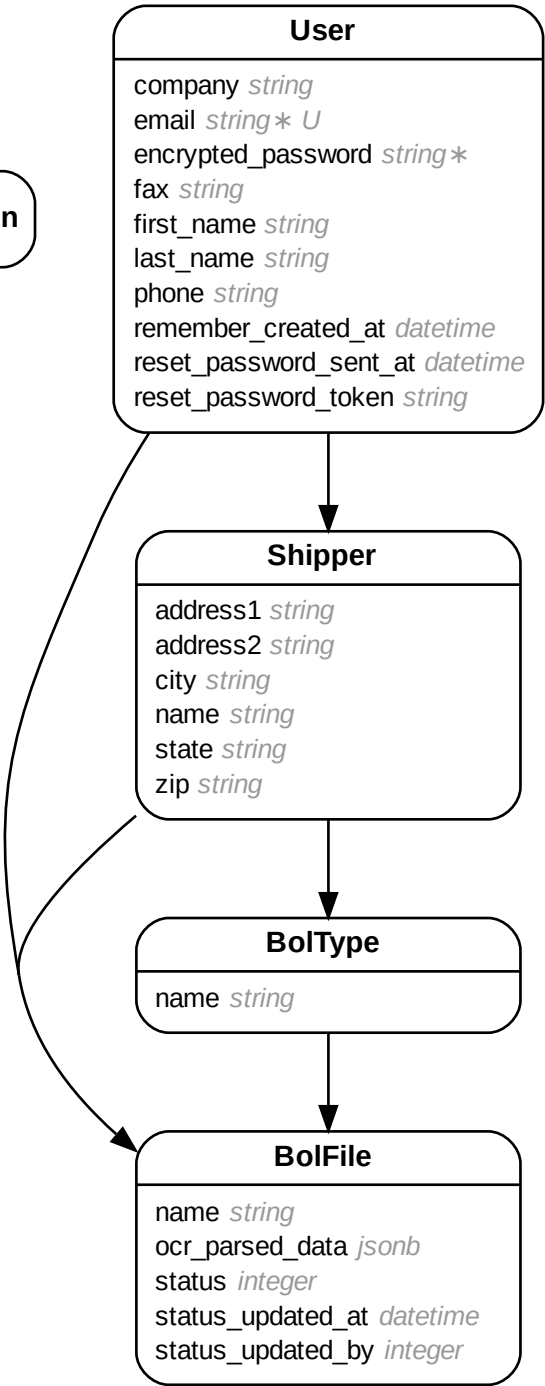 User
company string
email string∗ U
encrypted_password string∗
fax string
first_name string
last_name string
phone string
remember_created_at datetime
reset_password_sent_at datetime
reset_password_token string
n
Shipper
address1 string
address2 string
city string
name string
state string
zip string
BolType
name string
BolFile
name string
ocr_parsed_data jsonb
status integer
status_updated_at datetime
status_updated_by integer